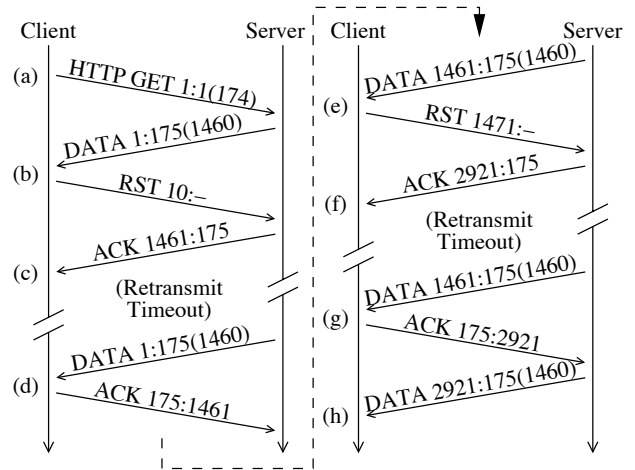 Client
Server
(a)
HTTP GET 1:1(174)
DATA 1:175(1460)
(b)
RST 10:–
ACK 1461:175
(c)
(Retransmit
Timeout)
DATA 1:175(1460)
(d)
ACK 175:1461
Client
Server
DATA 1461:175(1460)
(e)
RST 1471:–
ACK 2921:175
(f)
(Retransmit
Timeout)
DATA 1461:175(1460)
(g)
ACK 175:2921
DATA 2921:175(1460)
(h)